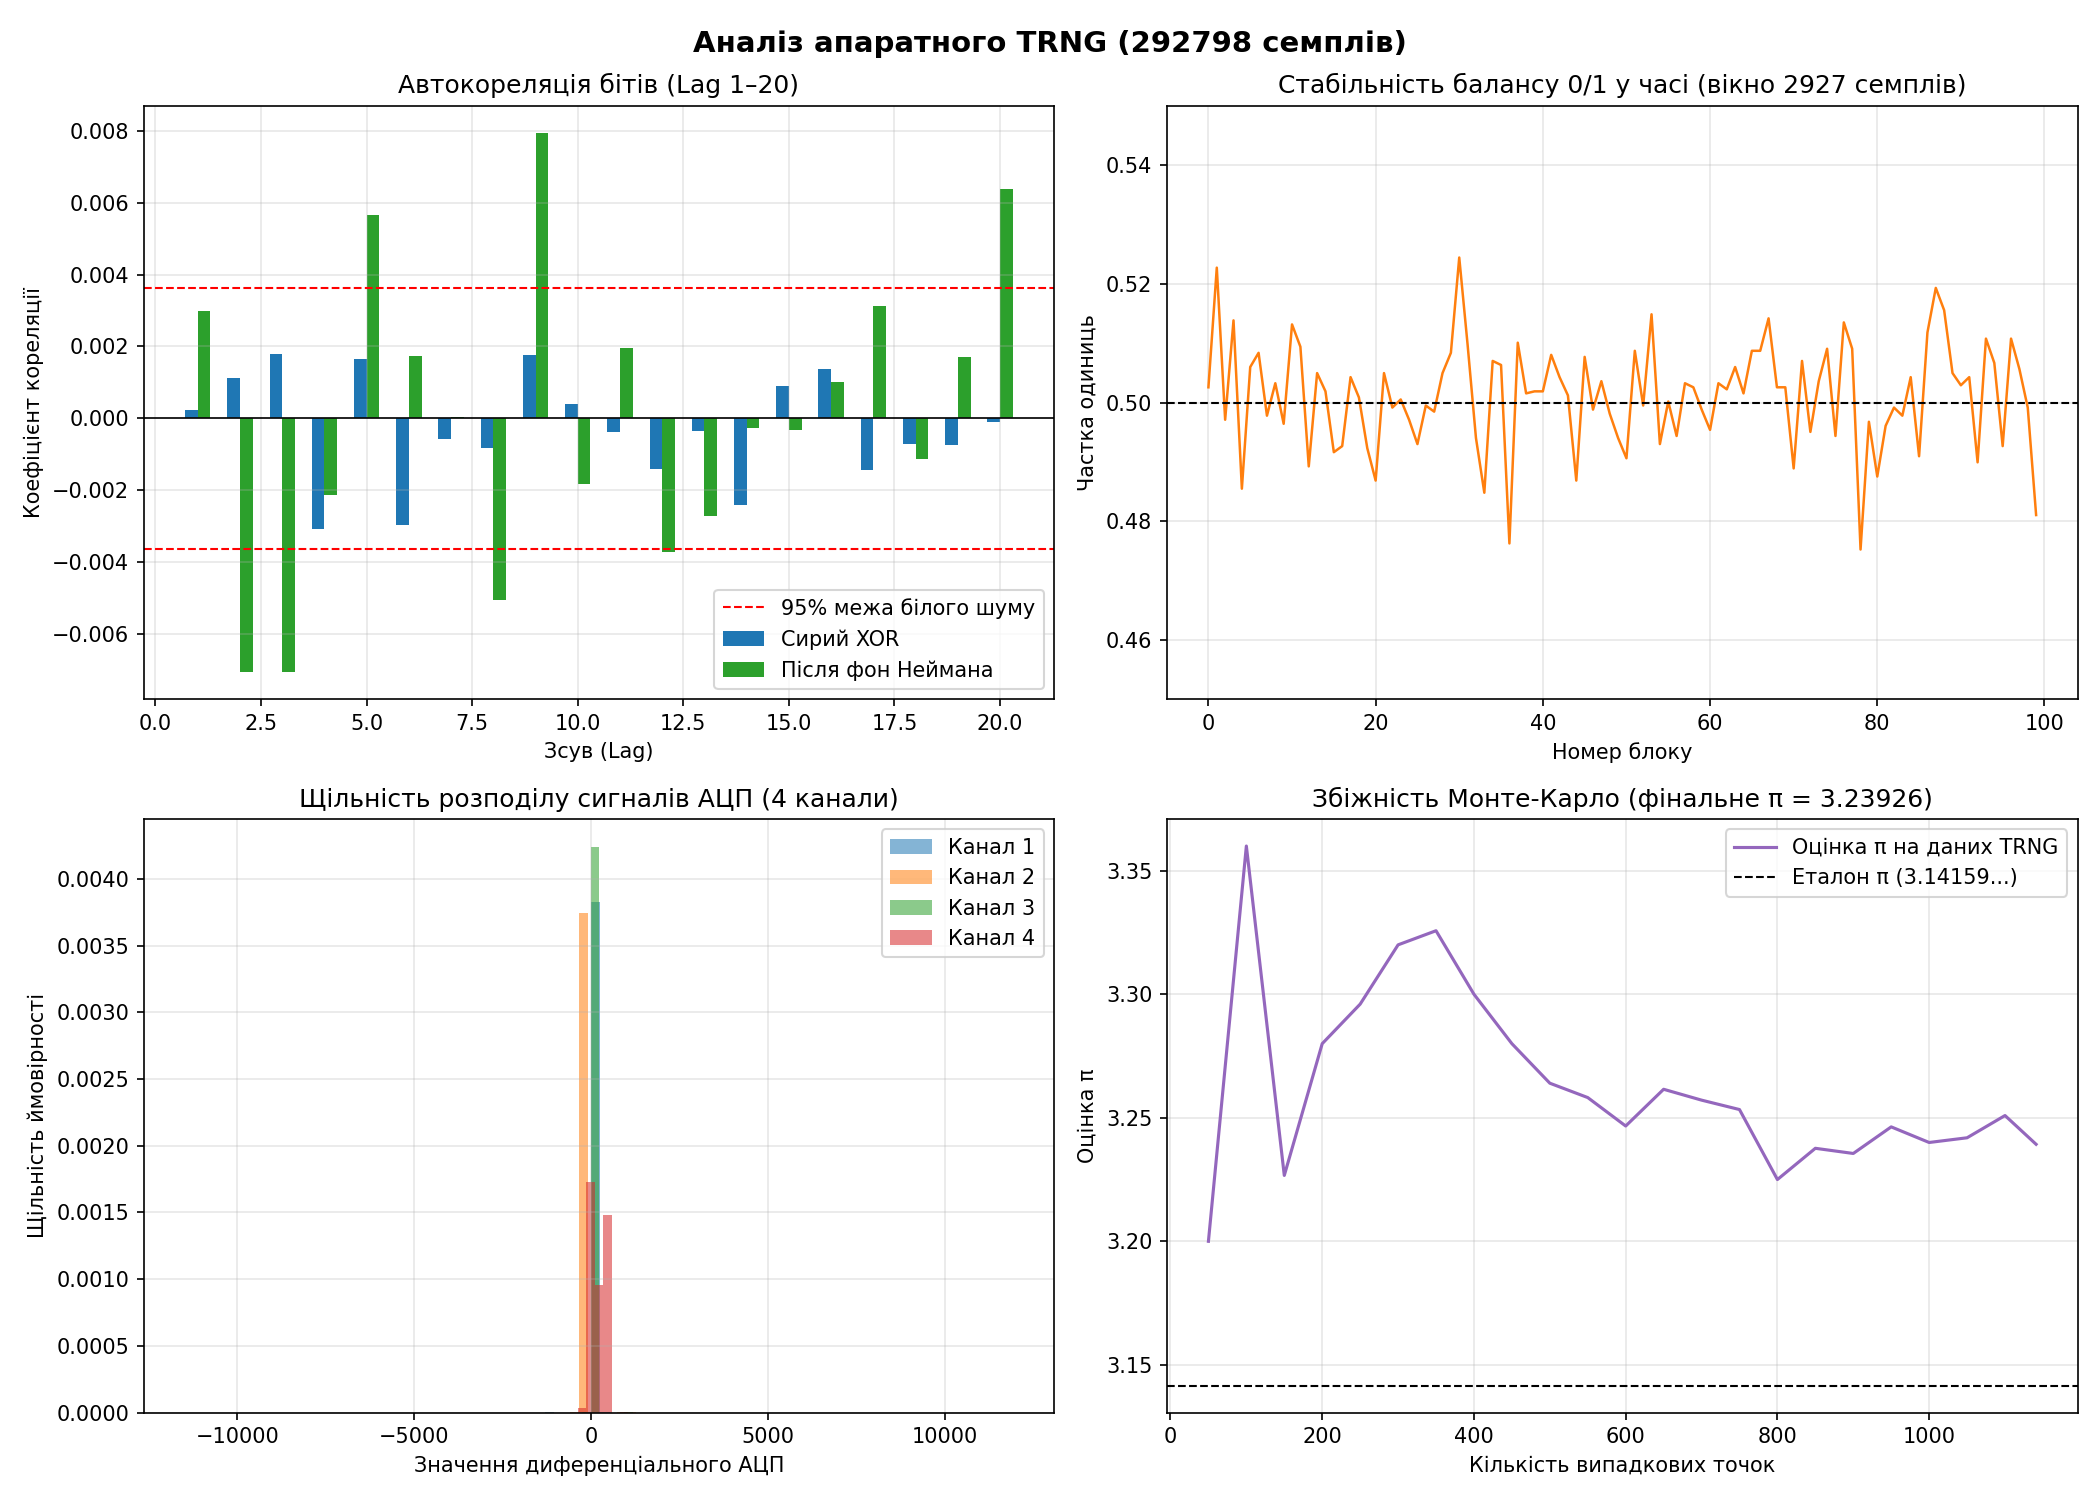 Аналіз апаратного TRNG (292798 семплів)
Автокореляція бітів (Lag 1–20)
Коефіцієнт кореляції
0.008
0.006
0.004
0.002
0.000
−0.002
−0.004
−0.006
95% межа білого шуму
Сирий XOR
Після фон Неймана
0.0 2.5 5.0 7.5 10.0 12.5 15.0 17.5 20.0
Зсув (Lag)
Стабільність балансу 0/1 у часі (вікно 2927 семплів)
Частка одиниць
0.54
0.52
0.50
0.48
0.46
0 20 40 60 80 100
Номер блоку
Щільність розподілу сигналів АЦП (4 канали)
Щільність ймовірності
Канал 1
Канал 2
Канал 3
Канал 4
0.0040
0.0035
0.0030
0.0025
0.0020
0.0015
0.0010
0.0005
0.0000
−10000 −5000 0 5000 10000
Значення диференціального АЦП
Збіжність Монте-Карло (фінальне π = 3.23926)
Оцінка π
Оцінка π на даних TRNG
Еталон π (3.14159...)
3.35
3.30
3.25
3.20
3.15
0 200 400 600 800 1000
Кількість випадкових точок